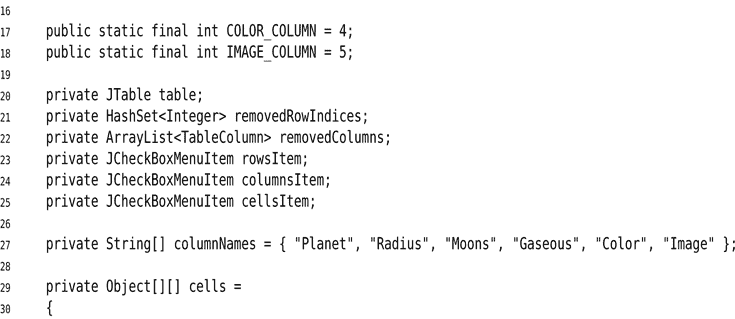 16
17 public static final int COLOR_COLUMN = 4;
18 public static final int IMAGE_COLUMN = 5;
19
20 private JTable table;
21 private HashSet<Integer> removedRowIndices;
22 private ArrayList<TableColumn> removedColumns;
23 private JCheckBoxMenuItem rowsItem;
24 private JCheckBoxMenuItem columnsItem;
25 private JCheckBoxMenuItem cellsItem;
26
27 private String[] columnNames = { "Planet", "Radius", "Moons", "Gaseous", "Color", "Image" };
28
29 private Object[][] cells =
30 {